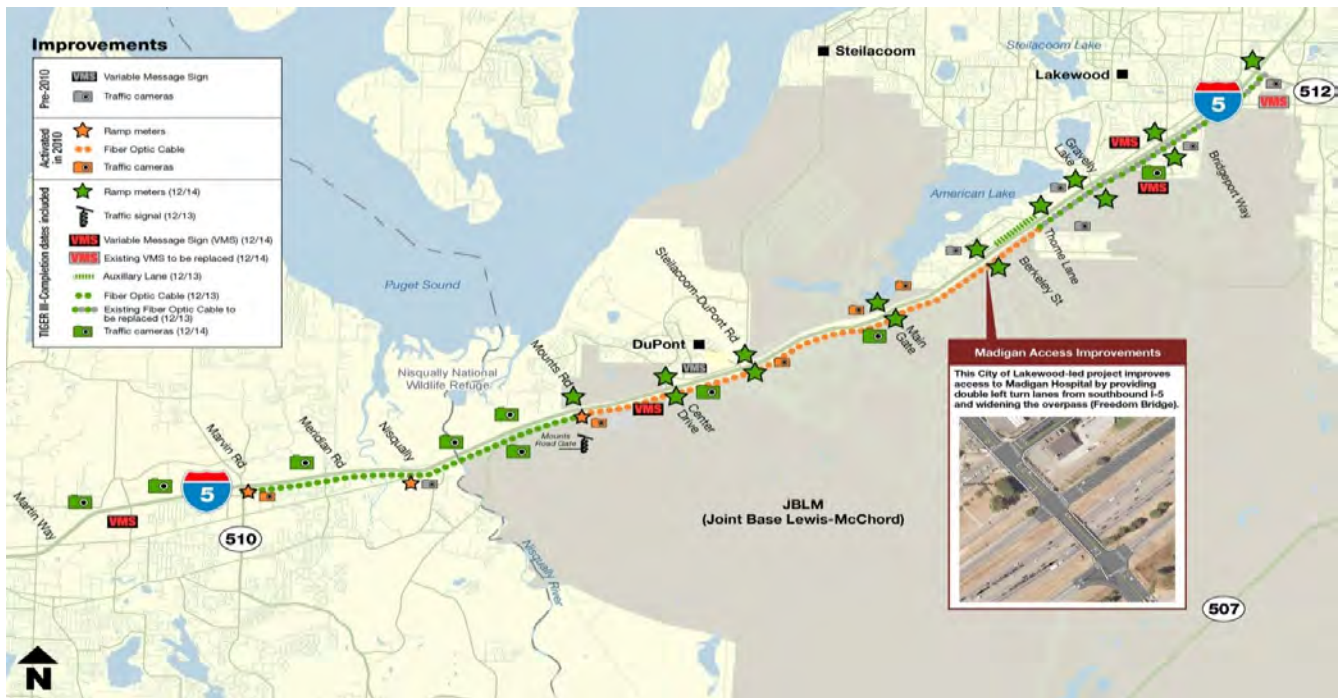 Improvements
Pre-2010
VMS Variable Message Sign
Traffic cameras
Activated
in 2010
Ramp meters
Fiber Optic Cable
Traffic cameras
TIGER III-Completion dates included
Ramp meters (12/14)
Traffic signal (12/13)
VMS Variable Message Sign (VMS) (12/14)
VMS Existing VMS to be replaced (12/14)
Auxillary Lane (12/13)
Fiber Optic Cable (12/13)
Existing Fiber Optic Cable to
be replaced (12/13)
Traffic cameras (12/14)
Steilacoom
Steilacoom Lake
Lakewood
5
512
VMS
VMS
VMS
Gravelly
Lake
Bridgeport Way
American Lake
Thorne Lane
Berkeley St
Puget Sound
Steilacoom-DuPont Rd
Main
Gate
DuPont
VMS
Nisqually National
Wildlife Refuge
Mounts Rd
VMS
Center
Drive
Mounts
Road Gate
Nisqually
Meridian Rd
Marvin Rd
Martin Way
VMS
5
510
Nisqually River
JBLM
(Joint Base Lewis-McChord)
Madigan Access Improvements
This City of Lakewood-led project improves
access to Madigan Hospital by providing
double left turn lanes from southbound I-5
and widening the overpass (Freedom Bridge).
507
N